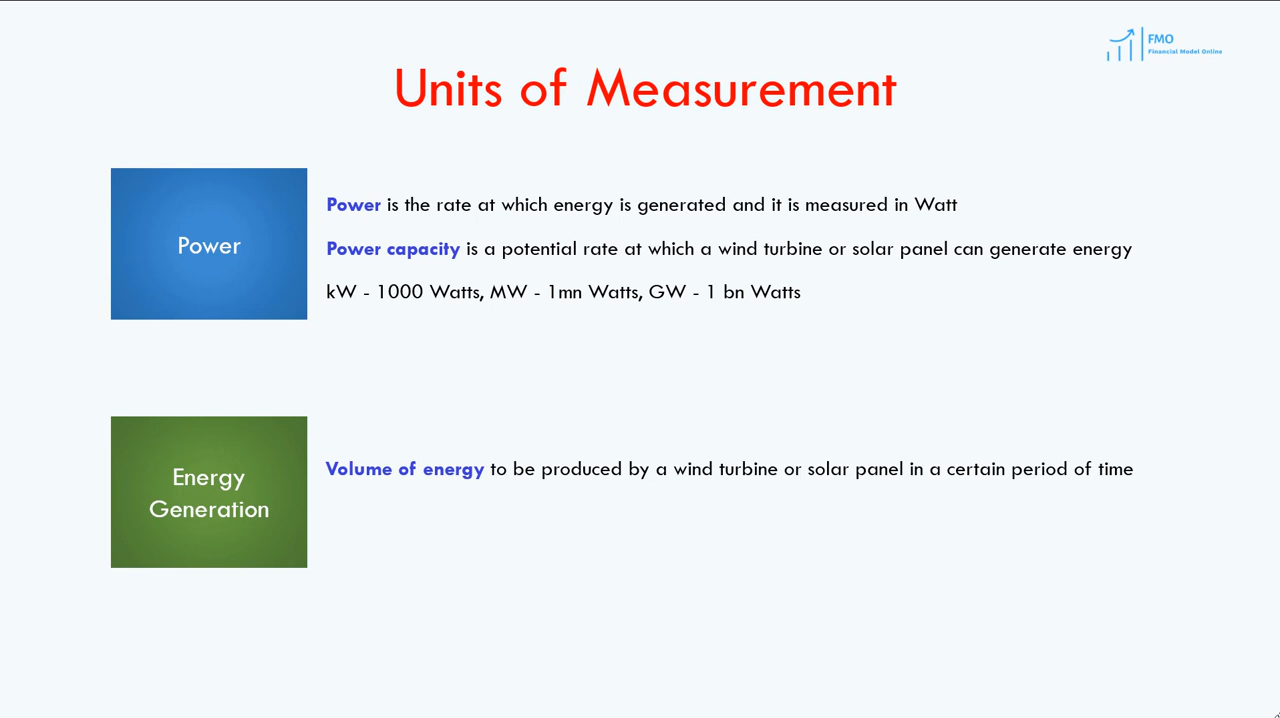 FMO
Financial Model Online
Units of Measurement
Power
Power is the rate at which energy is generated and it is measured in Watt
Power capacity is a potential rate at which a wind turbine or solar panel can generate energy
kW - 1000 Watts, MW - 1mn Watts, GW - 1 bn Watts
Energy
Generation
Volume of energy to be produced by a wind turbine or solar panel in a certain period of time